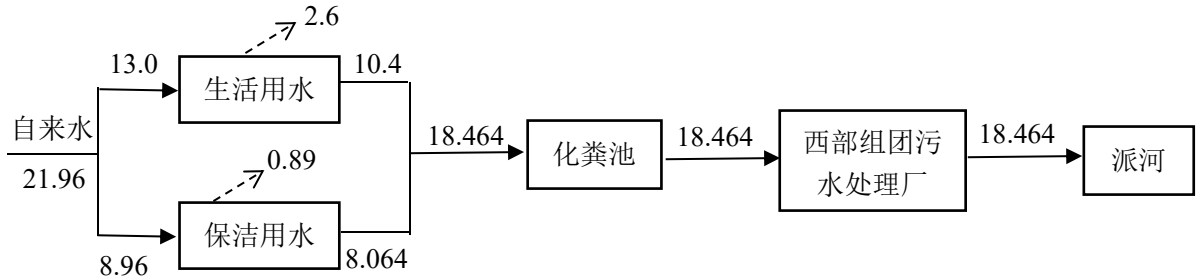 2.6
13.0
生活用水
10.4
自来水
21.96
18.464
化粪池
18.464
西部组团污
水处理厂
18.464
派河
0.89
保洁用水
8.96
8.064